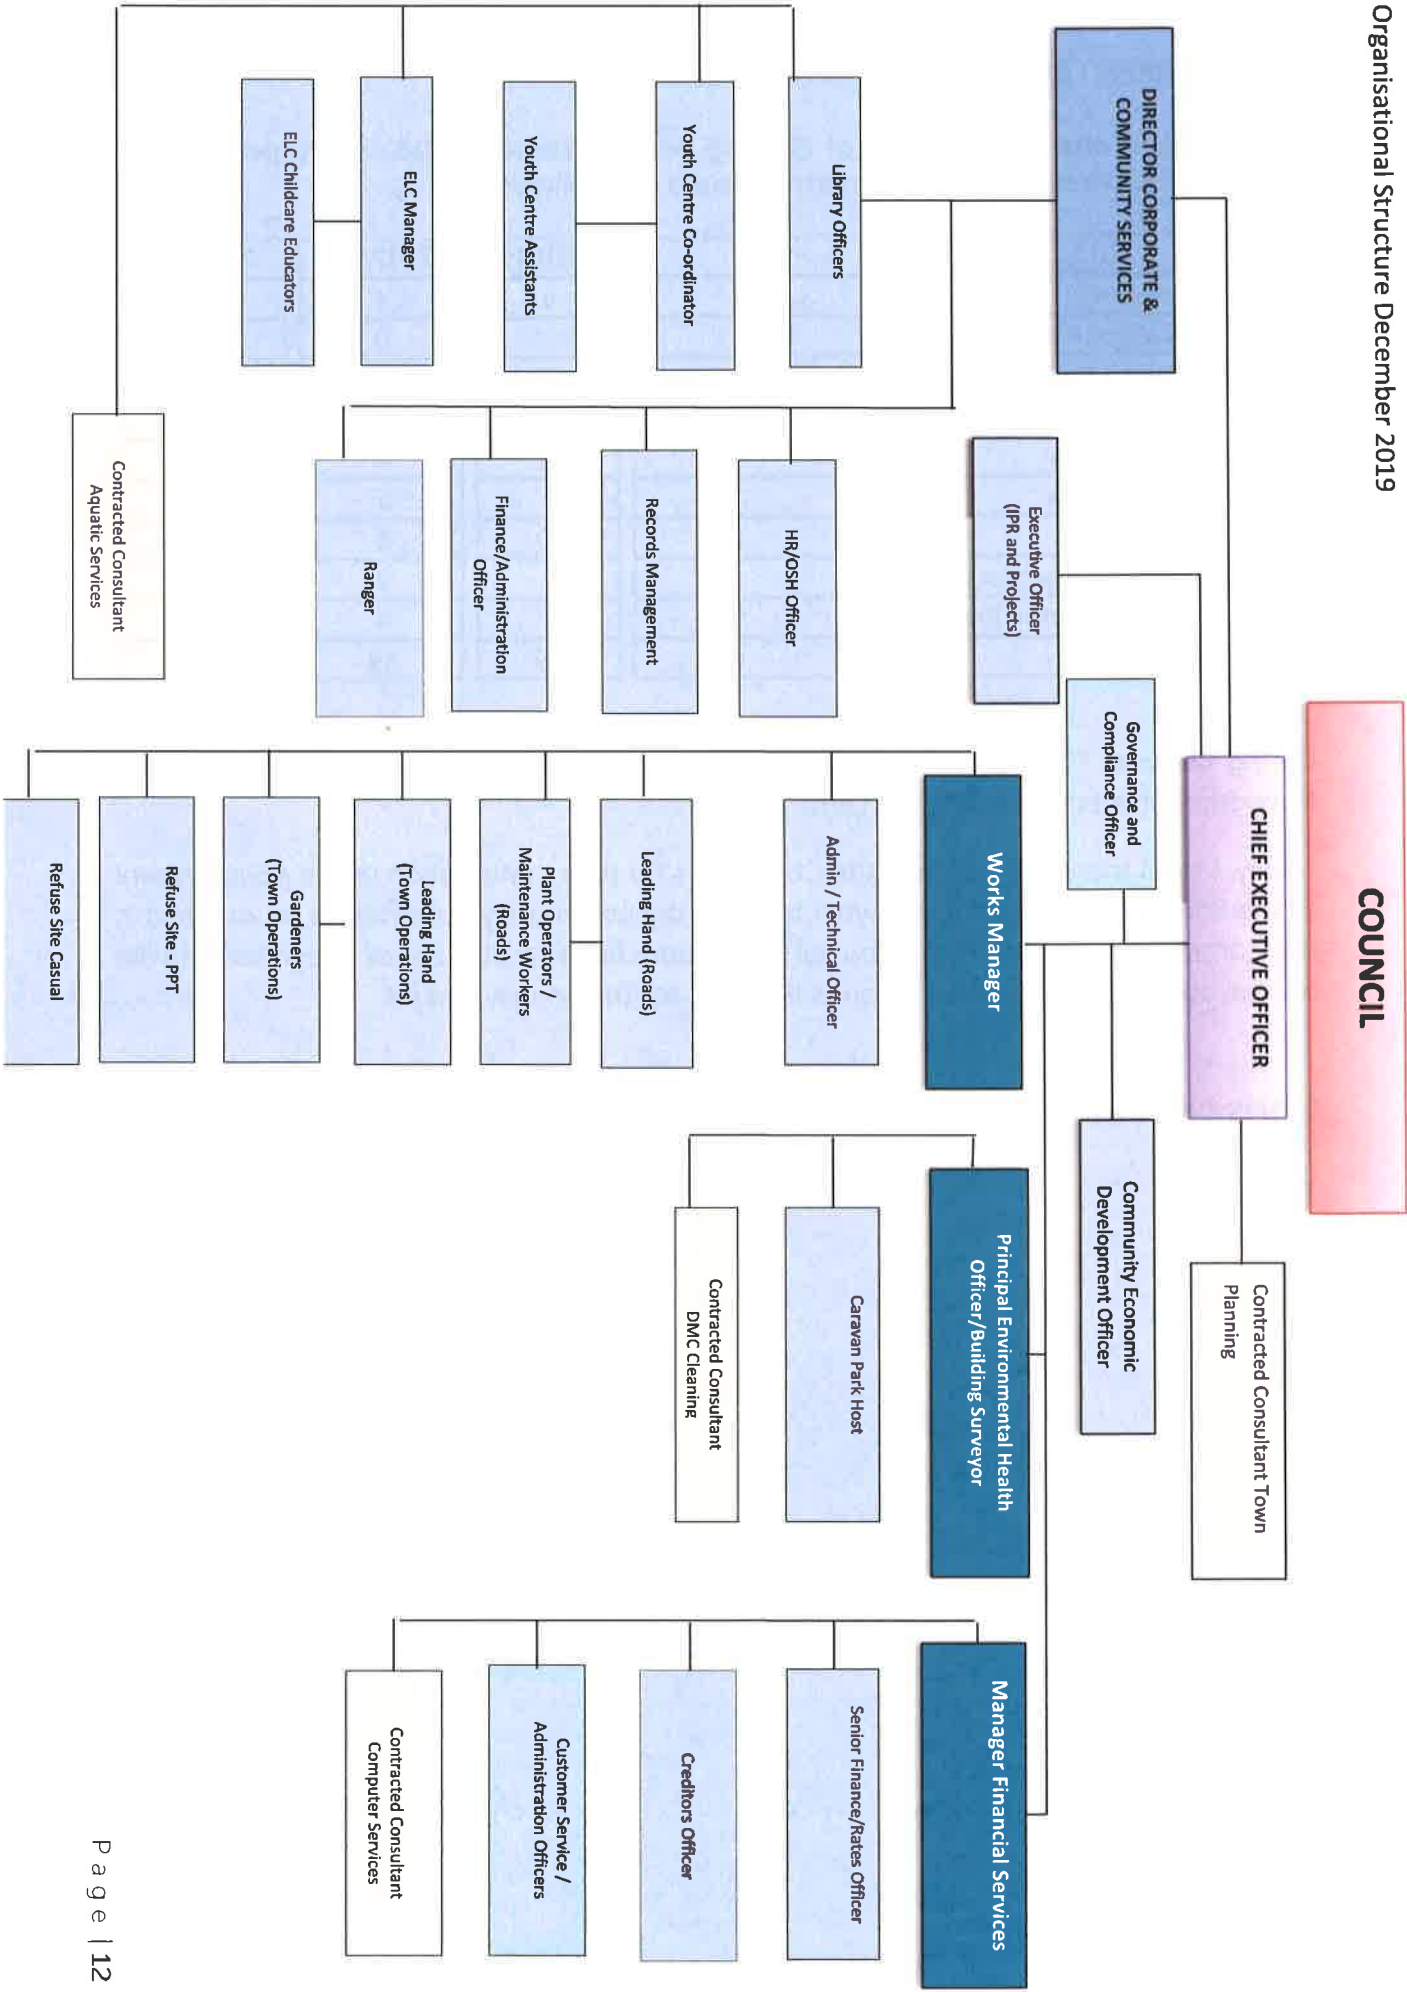 Organisational Structure December 2019
COUNCIL
CHIEF EXECUTIVE OFFICER
Contracted Consultant Town
Planning
DIRECTOR CORPORATE &
COMMUNITY SERVICES
Governance and
Compliance Officer
Community Economic
Development Officer
Executive Officer
(IPR and Projects)
Works Manager
Principal Environmental Health
Officer/Building Surveyor
Manager Financial Services
Library Officers
Youth Centre Co-ordinator
Youth Centre Assistants
ELC Manager
ELC Childcare Educators
HR/OSH Officer
Records Management
Finance/Administration
Officer
Ranger
Contracted Consultant
Aquatic Services
Admin / Technical Officer
Leading Hand (Roads)
Plant Operators /
Maintenance Workers
(Roads)
Leading Hand
(Town Operations)
Gardeners
(Town Operations)
Refuse Site - PPT
Refuse Site Casual
Caravan Park Host
Contracted Consultant
DMC Cleaning
Senior Finance/Rates Officer
Creditors Officer
Customer Service /
Administration Officers
Contracted Consultant
Computer Services
Page | 12